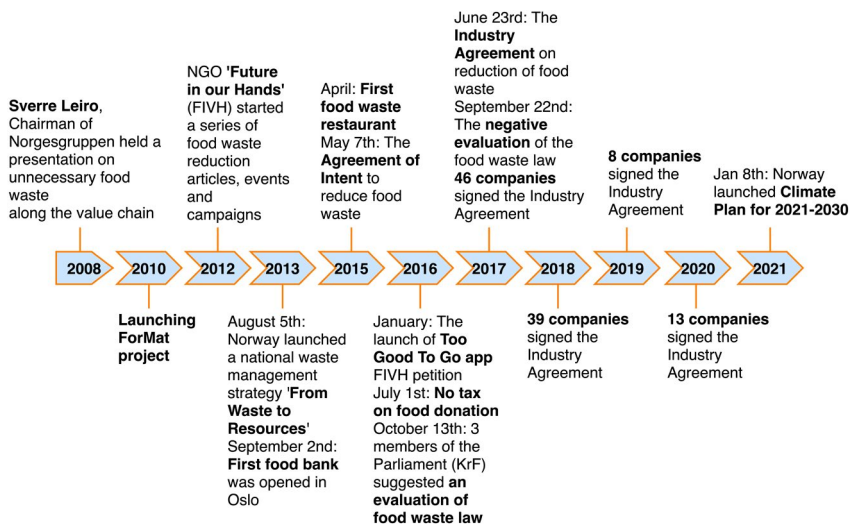 Sverre Leiro,
Chairman of
Norgesgruppen held a
presentation on
unnecessary food
waste
along the value chain
NGO 'Future
in our Hands'
(FIVH) started
a series of
food waste
reduction
articles, events
and
campaigns
April: First
food waste
restaurant
May 7th: The
Agreement of
Intent to
reduce food
waste
June 23rd: The
Industry
Agreement on
reduction of food
waste
September 22nd:
The negative
evaluation of the
food waste law
46 companies
signed the Industry
Agreement
8 companies
signed the
Industry
Agreement
Jan 8th: Norway
launched Climate
Plan for 2021-2030
2008
2010
2012
2013
2015
2016
2017
2018
2019
2020
2021
Launching
ForMat
project
August 5th:
Norway launched
a national waste
management
strategy 'From
Waste to
Resources'
September 2nd:
First food bank
was opened in
Oslo
January: The
launch of Too
Good To Go app
FIVH petition
July 1st: No tax
on food donation
October 13th: 3
members of the
Parliament (KrF)
suggested an
evaluation of
food waste law
39 companies
signed the
Industry
Agreement
13 companies
signed the
Industry
Agreement